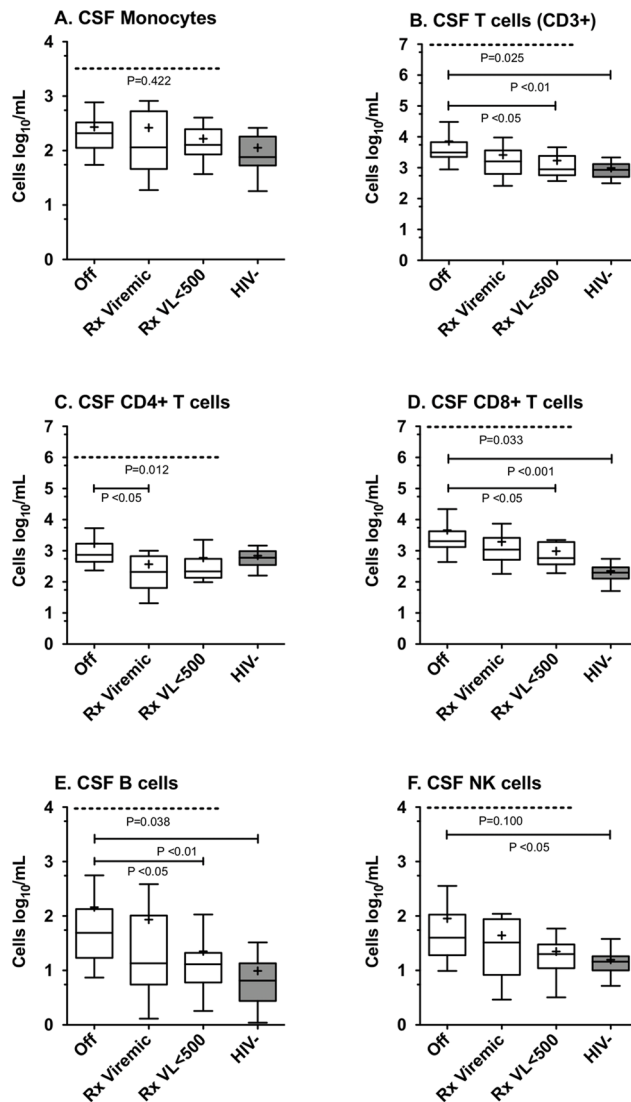 A. CSF Monocytes
Cells log10/mL
4
3
2
1
0
P=0.422
Off
Rx Viremic
Rx VL<500
HIV-
B. CSF T cells (CD3+)
Cells log10/mL
7
6
5
4
3
2
1
0
P=0.025
P <0.01
P <0.05
Off
Rx Viremic
Rx VL<500
HIV-
C. CSF CD4+ T cells
Cells log10/mL
7
6
5
4
3
2
1
0
P=0.012
P <0.05
Off
Rx Viremic
Rx VL<500
HIV-
D. CSF CD8+ T cells
Cells log10/mL
7
6
5
4
3
2
1
0
P=0.033
P <0.001
P <0.05
Off
Rx Viremic
Rx VL<500
HIV-
E. CSF B cells
Cells log10/mL
4
3
2
1
0
P=0.038
P <0.01
P <0.05
Off
Rx Viremic
Rx VL<500
HIV-
F. CSF NK cells
Cells log10/mL
4
3
2
1
0
P=0.100
P <0.05
Off
Rx Viremic
Rx VL<500
HIV-